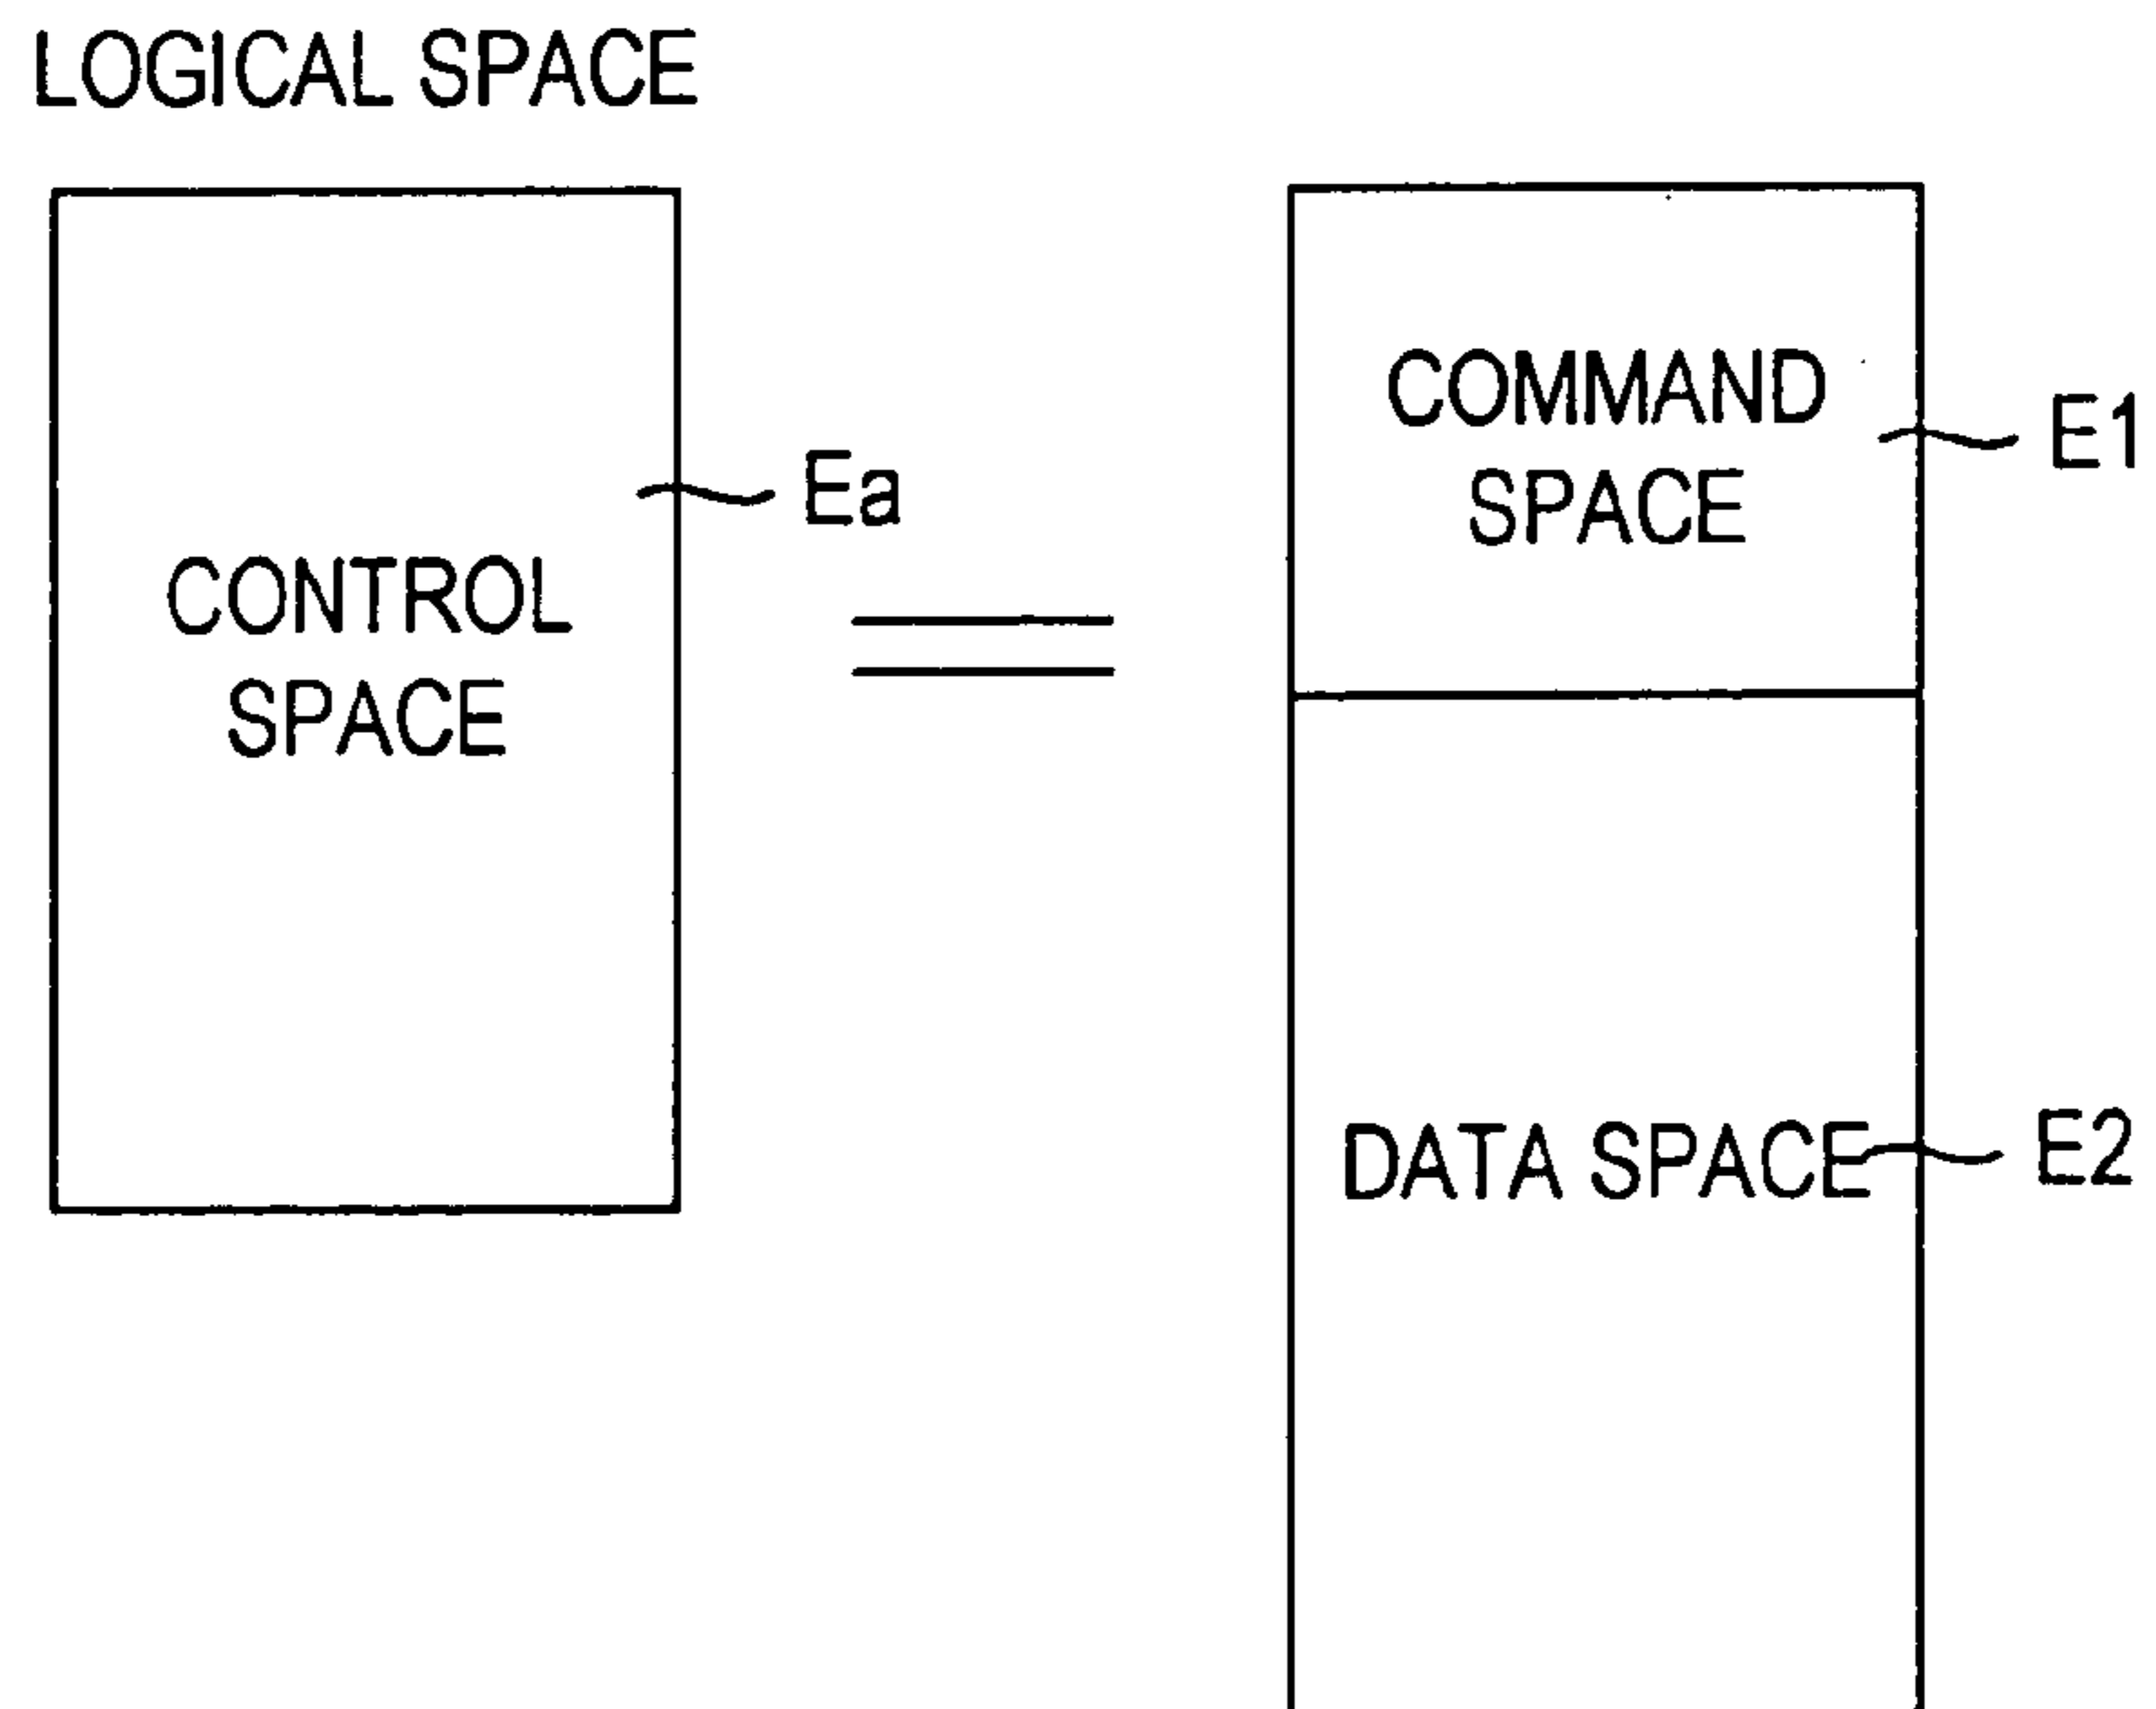 LOGICAL SPACE
CONTROL
SPACE
Ea
COMMAND
SPACE
E1
DATA SPACE
E2